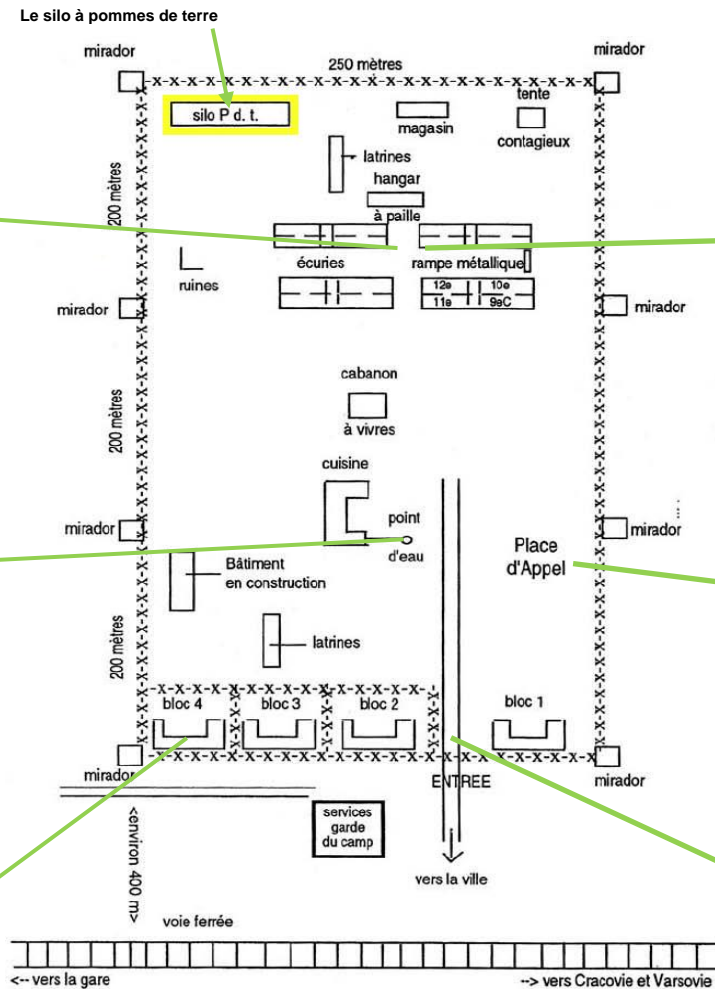 Le silo à pommes de terre
mirador
250 mètres
mirador
silo P d. t.
magasin
tente
contagieux
latrines
hangar
à paille
200 mètres
écuries
rampe métallique
ruines
12e 10e
11e 9eC
mirador
mirador
cabanon
à vivres
200 mètres
cuisine
point
d'eau
mirador
mirador
Place
d'Appel
Bâtiment
en construction
200 mètres
latrines
bloc 4
bloc 3
bloc 2
bloc 1
mirador
ENTREE
mirador
services
garde
du camp
<environ 400 m>
vers la ville
voie ferrée
<-- vers la gare
--> vers Cracovie et Varsovie